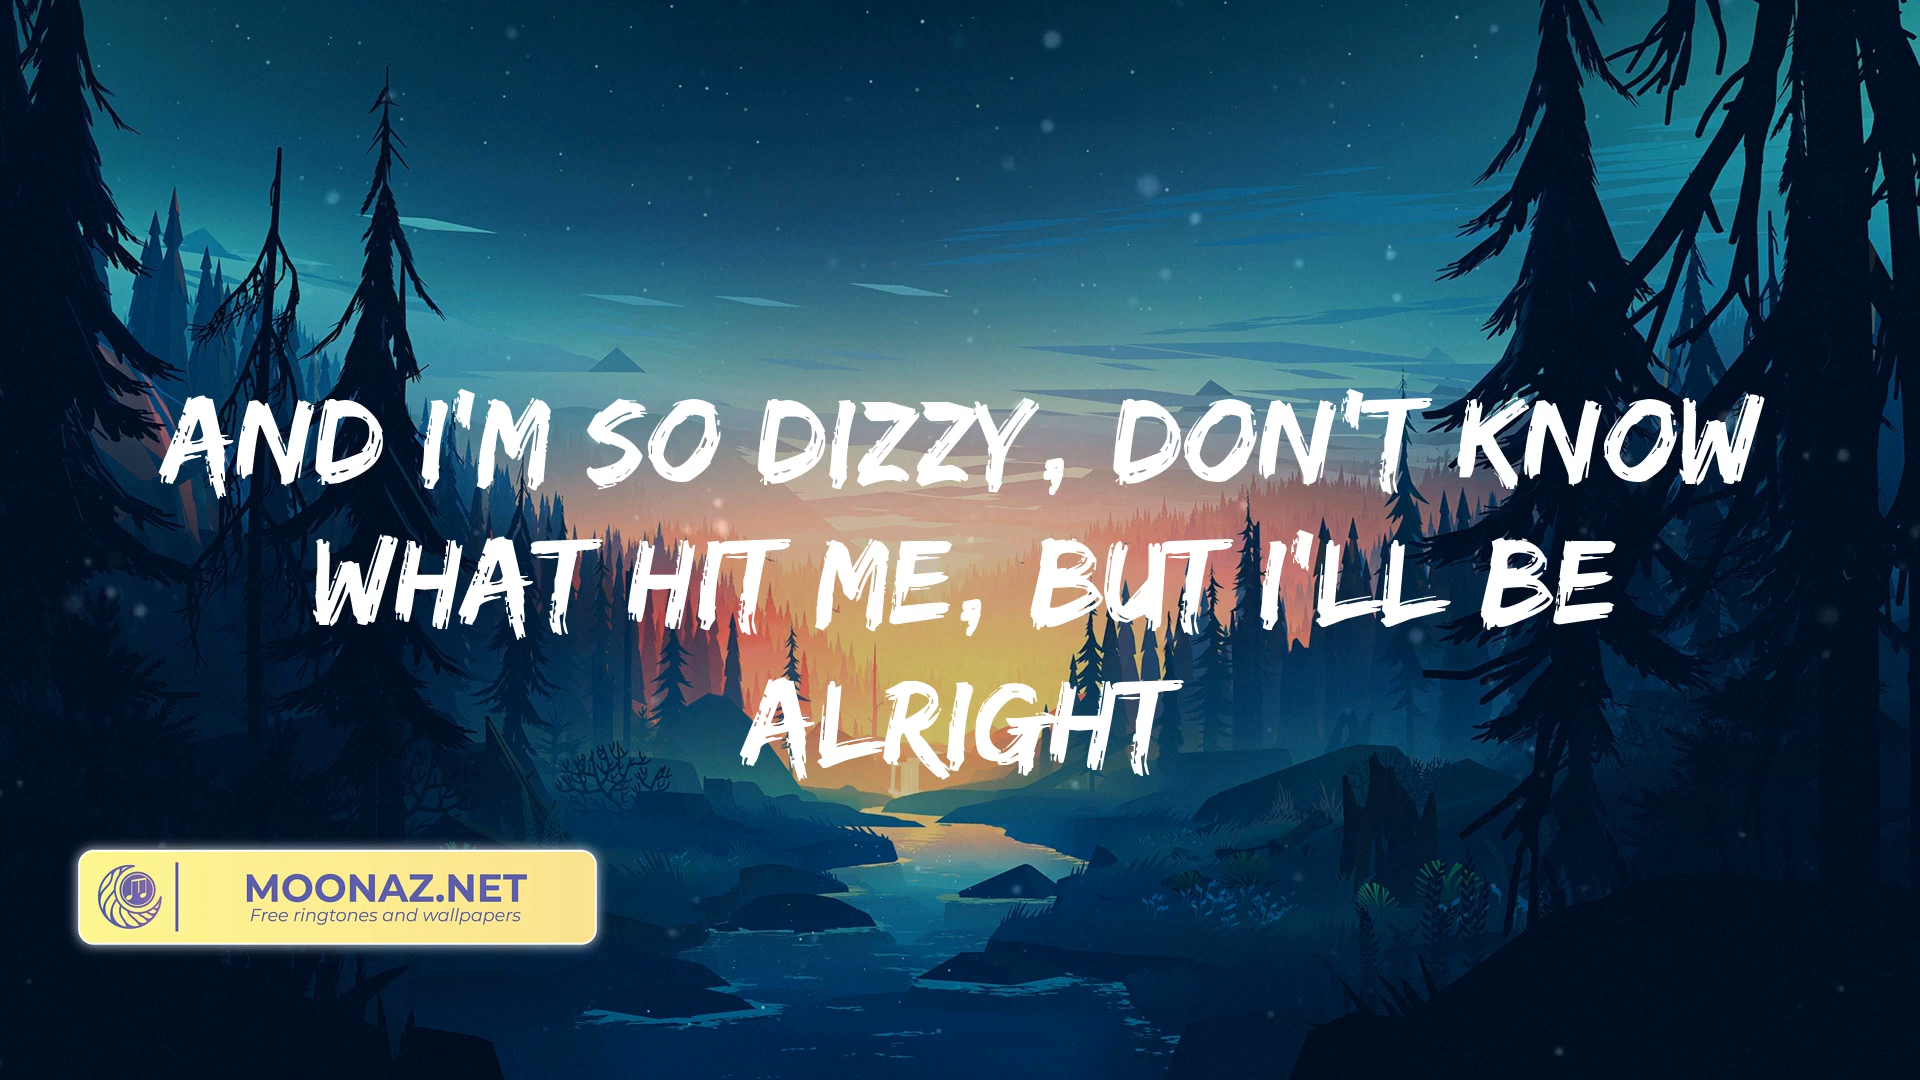 AND I'M SO DIZZY, DON'T KNOW
WHAT HIT ME, BUT I'LL BE
ALRIGHT
MOONAZ.NET
Free ringtones and wallpapers